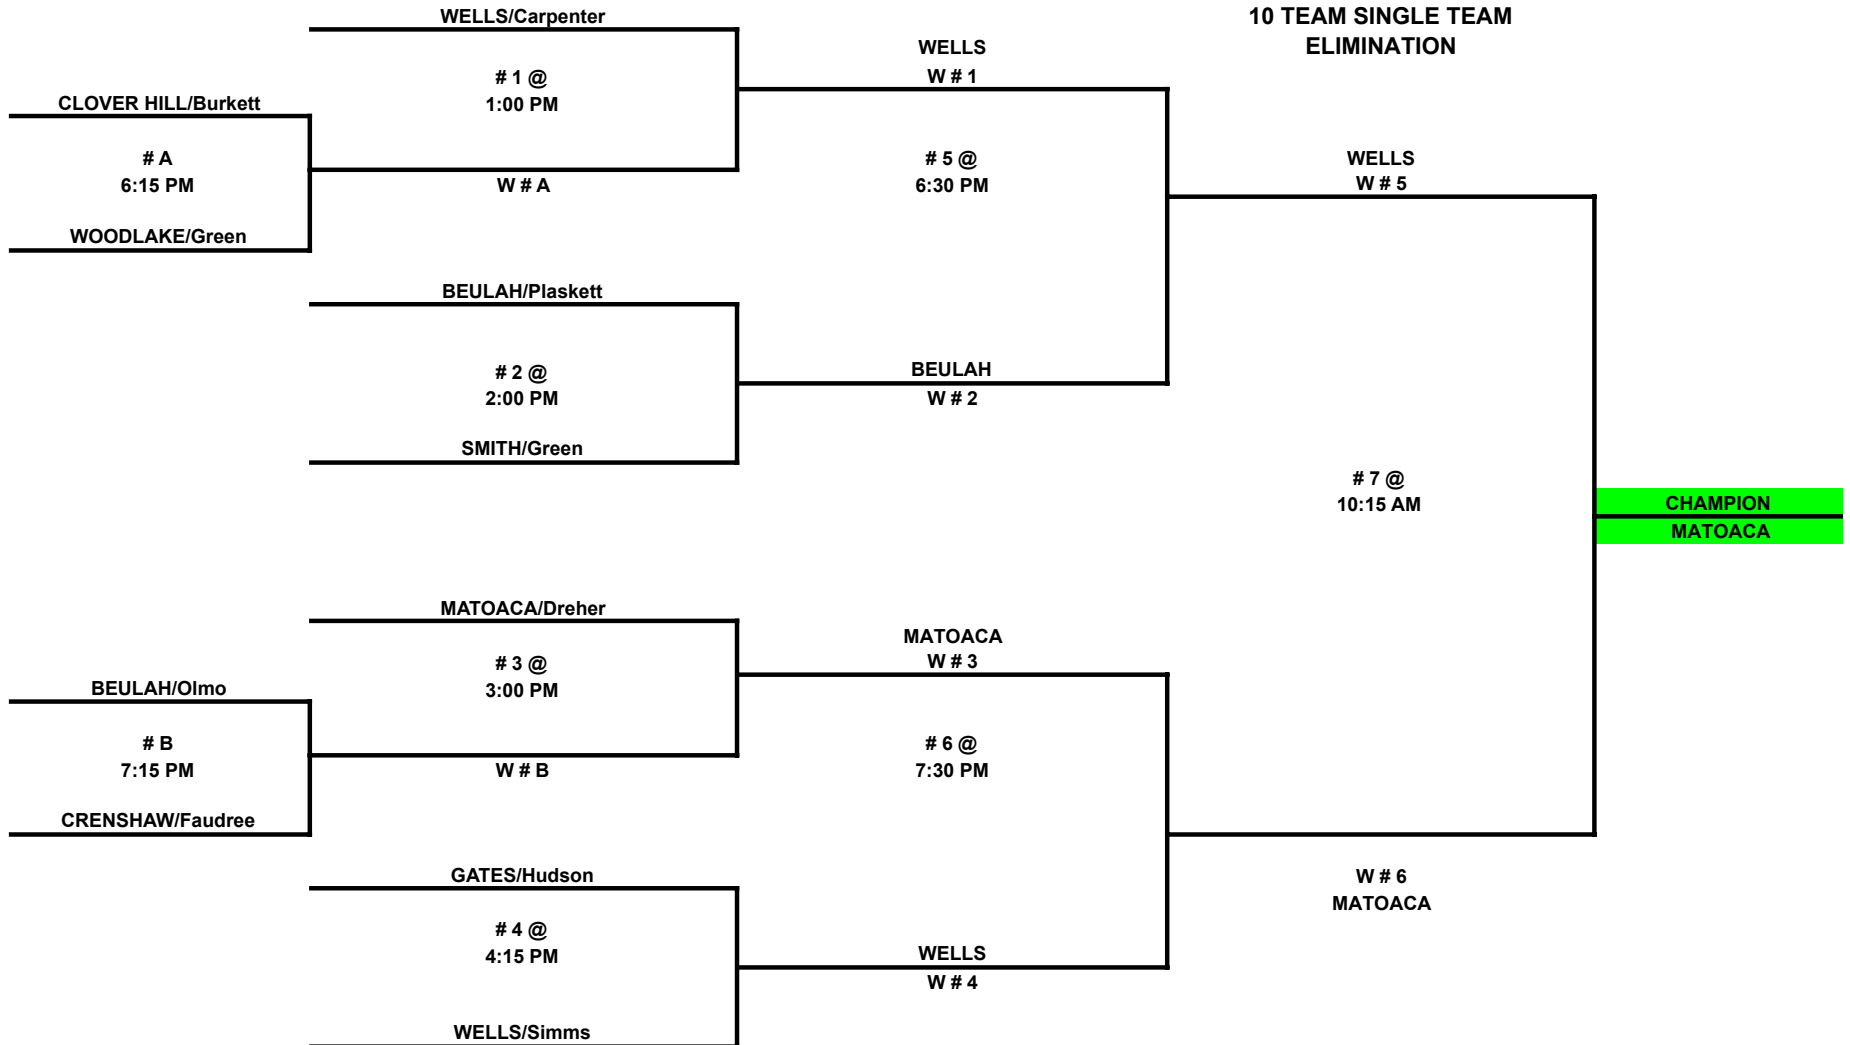 WELLS/Carpenter
10 TEAM SINGLE TEAM
ELIMINATION
WELLS
W # 1
# 1 @
1:00 PM
CLOVER HILL/Burkett
# A
6:15 PM
W # A
WOODLAKE/Green
# 5 @
6:30 PM
WELLS
W # 5
BEULAH/Plaskett
# 2 @
2:00 PM
BEULAH
W # 2
SMITH/Green
# 7 @
10:15 AM
CHAMPION
MATOACA
MATOACA/Dreher
MATOACA
W # 3
# 3 @
3:00 PM
BEULAH/Olmo
# B
7:15 PM
W # B
CRENSHAW/Faudree
# 6 @
7:30 PM
GATES/Hudson
W # 6
MATOACA
# 4 @
4:15 PM
WELLS
W # 4
WELLS/Simms